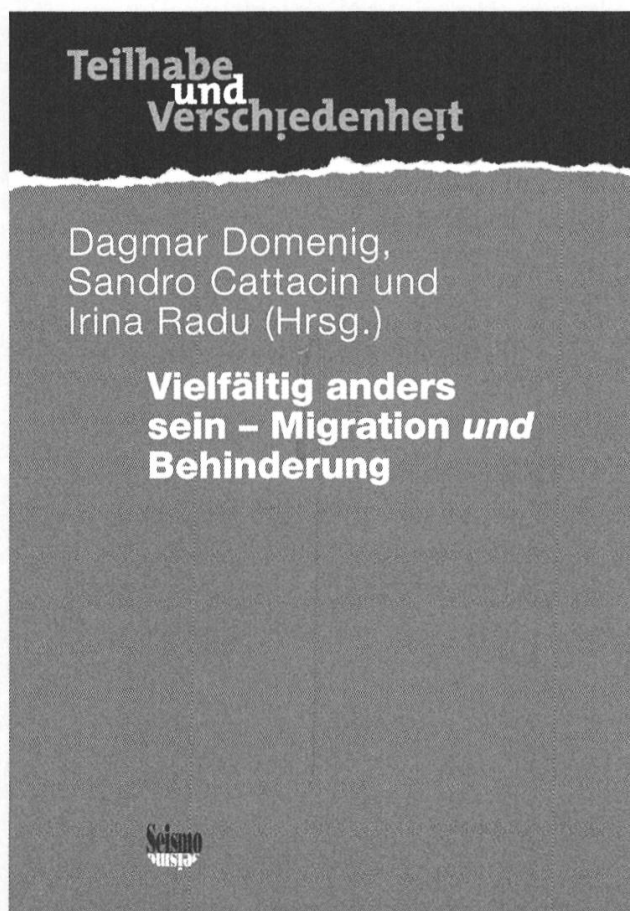 Teilhabe
und
Verschiedenheit
Dagmar Domenig,
Sandro Cattacin und
Irina Radu (Hrsg.)
Vielfältig anders
sein – Migration und
Behinderung
Seismo